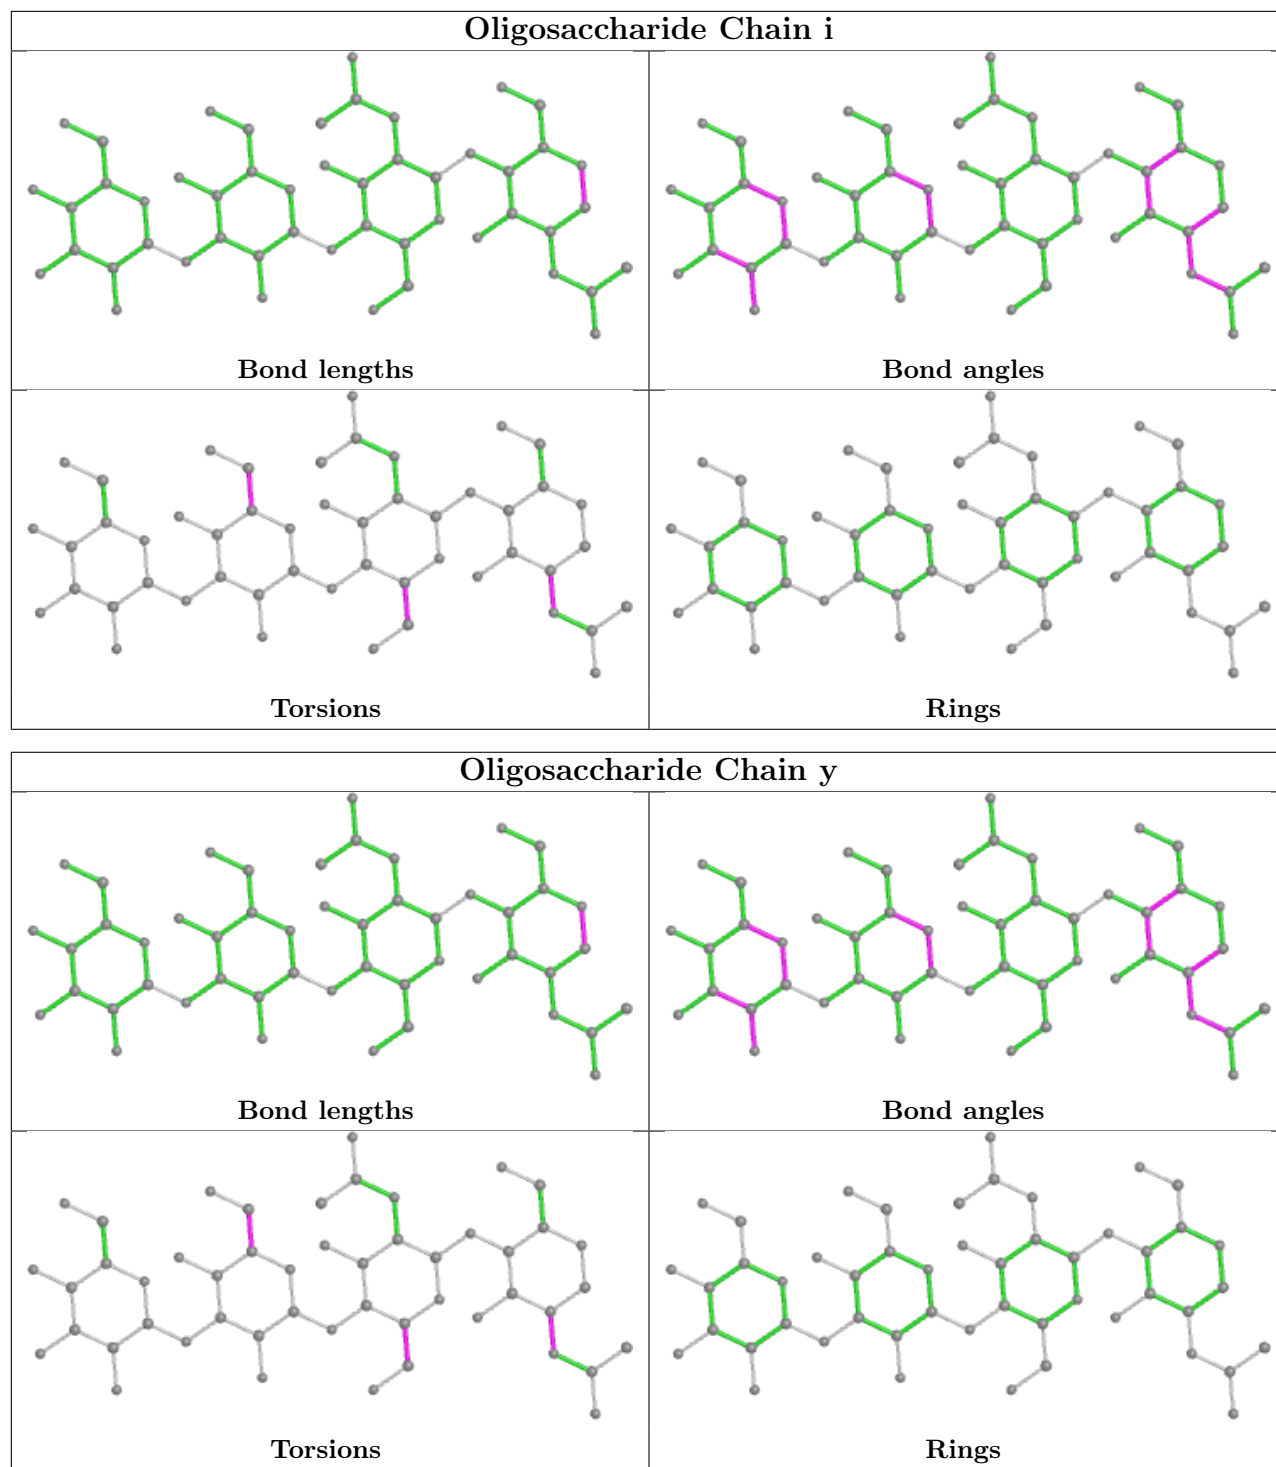 Oligosaccharide Chain i
Bond lengths
Bond angles
Torsions
Rings
Oligosaccharide Chain y
Bond lengths
Bond angles
Torsions
Rings